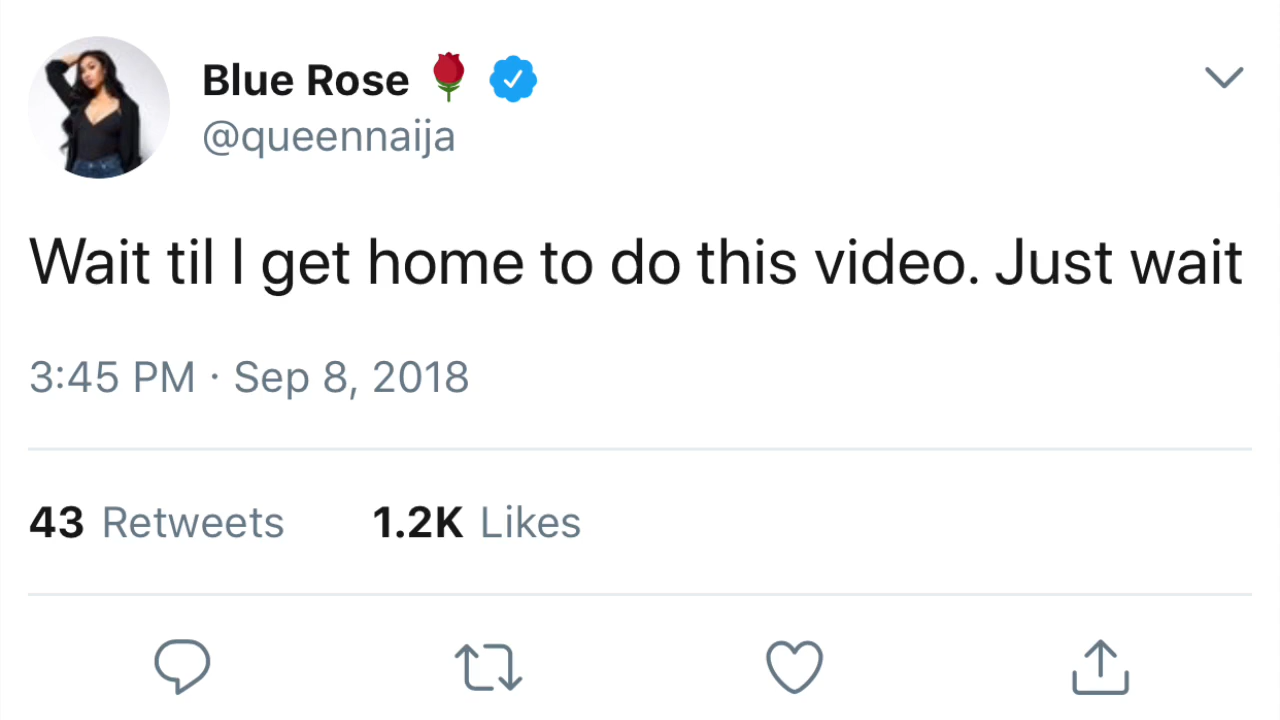 Blue Rose 🌹
@queennaija
Wait til I get home to do this video. Just wait
3:45 PM · Sep 8, 2018
43 Retweets 1.2K Likes